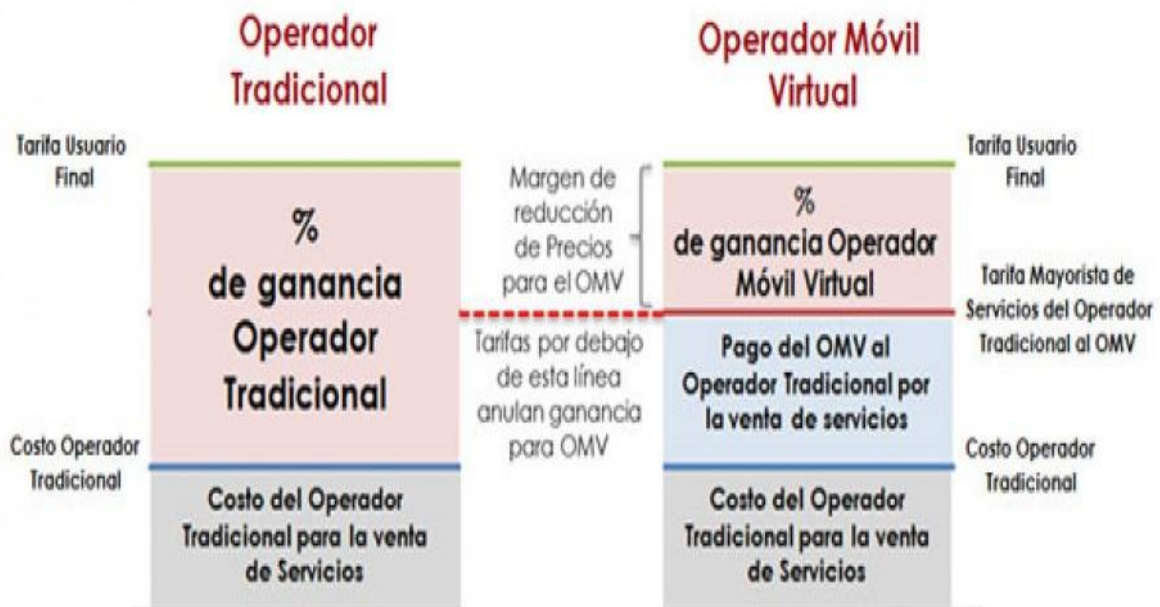 Operador
Tradicional
Tarifa Usuario
Final
%
de ganancia
Operador
Tradicional
Costo Operador
Tradicional
Costo del Operador
Tradicional para la venta
de Servicios
Margen de
reducción
de Precios
para el OMV
Tarifas por debajo
de esta línea
anulan ganancia
para OMV
Operador Móvil
Virtual
Tarifa Usuario
Final
%
de ganancia Operador
Móvil Virtual
Tarifa Mayorista de
Servicios del Operador
Tradicional al OMV
Pago del OMV al
Operador Tradicional por
la venta de servicios
Costo Operador
Tradicional
Costo del Operador
Tradicional para la venta
de Servicios